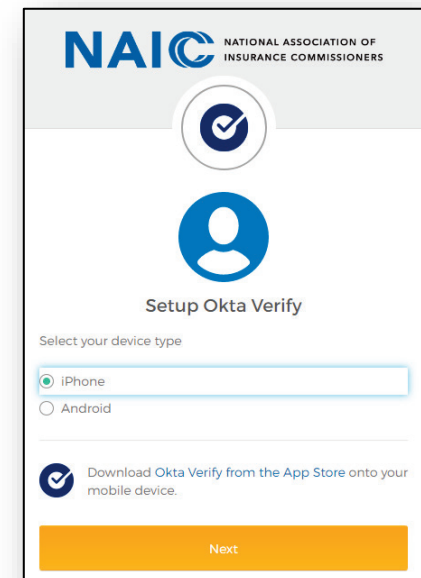 NAIC NATIONAL ASSOCIATION OF
INSURANCE COMMISSIONERS
Setup Okta Verify
Select your device type
iPhone
Android
Download Okta Verify from the App Store onto your
mobile device.
Next